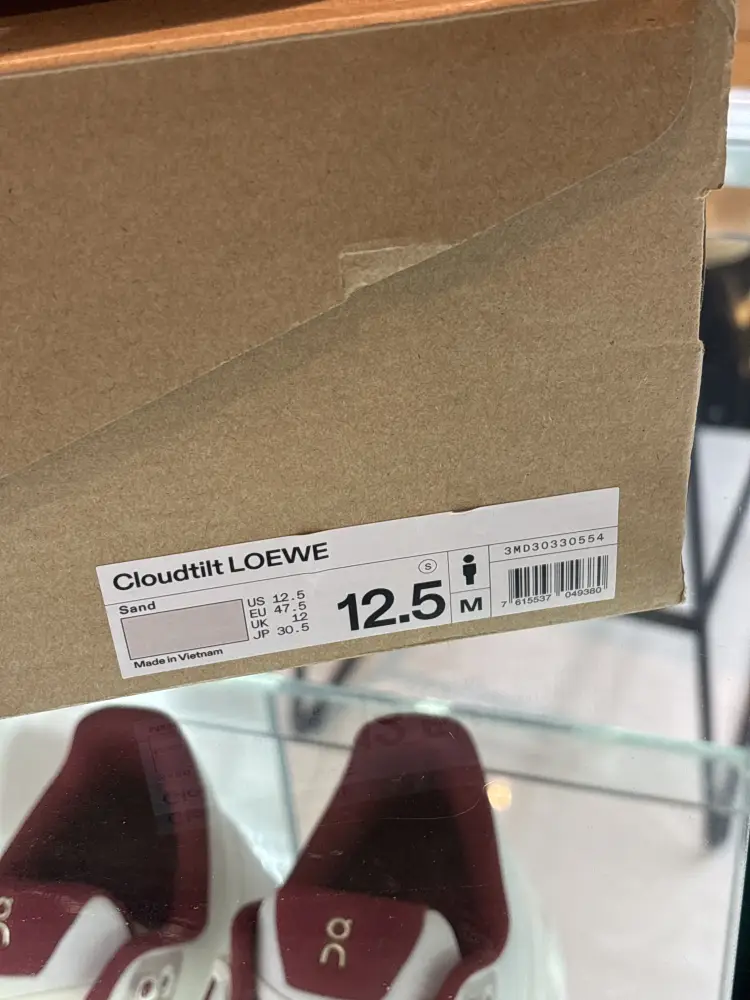 Cloudtilt LOEWE
Sand
US 12.5
EU 47.5
UK 12
JP 30.5
Made in Vietnam
S
12.5
M
3MD30330554
7 615537 049380